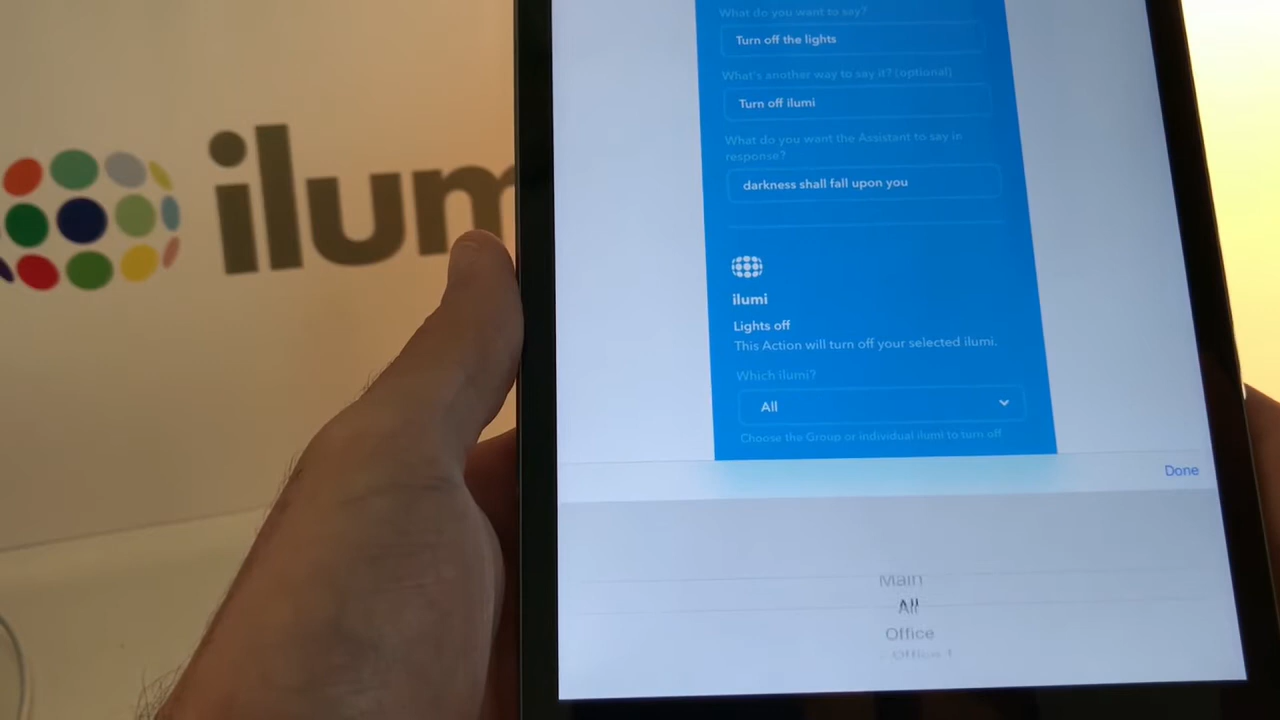 ilum
What do you want to say?
Turn off the lights
What's another way to say it? (optional)
Turn off ilumi
What do you want the Assistant to say in
response?
darkness shall fall upon you
ilumi
Lights off
This Action will turn off your selected ilumi.
Which ilumi?
All
Choose the Group or individual ilumi to turn off
Done
Main
All
Office
Office 1